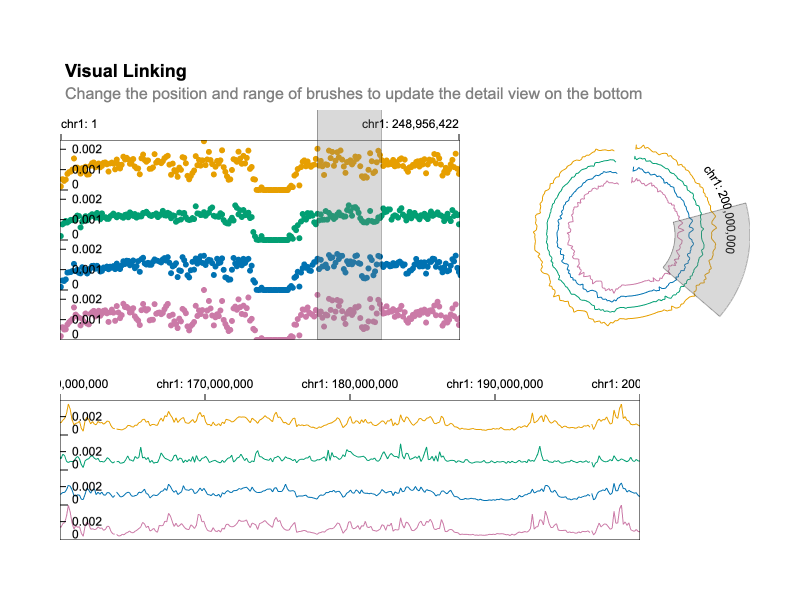 Visual Linking
Change the position and range of brushes to update the detail view on the bottom
chr1: 1
chr1: 248,956,422
0.002
0.001
0
0.002
0.001
0
0.002
0.001
0
0.002
0.001
0
chr1: 200,000,000
0,000,000
chr1: 170,000,000
chr1: 180,000,000
chr1: 190,000,000
chr1: 200
0.002
0
0.002
0
0.002
0
0.002
0